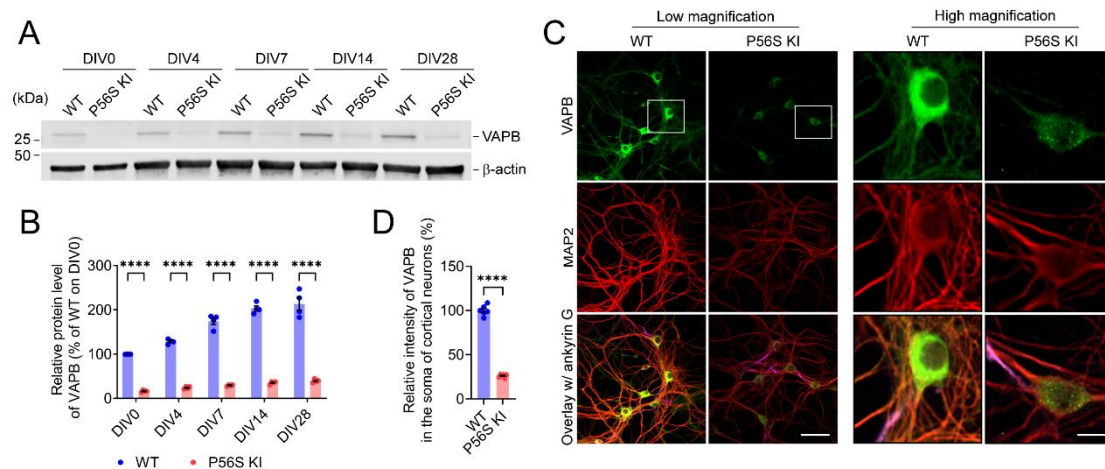 A
DIV0 DIV4 DIV7 DIV14 DIV28
(kDa) WT P56S KI WT P56S KI WT P56S KI WT P56S KI WT P56S KI
25 VAPB
50 β-actin
B
Relative protein level
of VAPB (% of WT on DIV0)
**** **** **** **** ****
300
200
100
0
DIV0 DIV4 DIV7 DIV14 DIV28
WT P56S KI
D
Relative intensity of VAPB
in the soma of cortical neurons (%)
****
150
100
50
0
WT P56S KI
C
Low magnification High magnification
WT P56S KI WT P56S KI
VAPB
MAP2
Overlay w/ ankyrin G